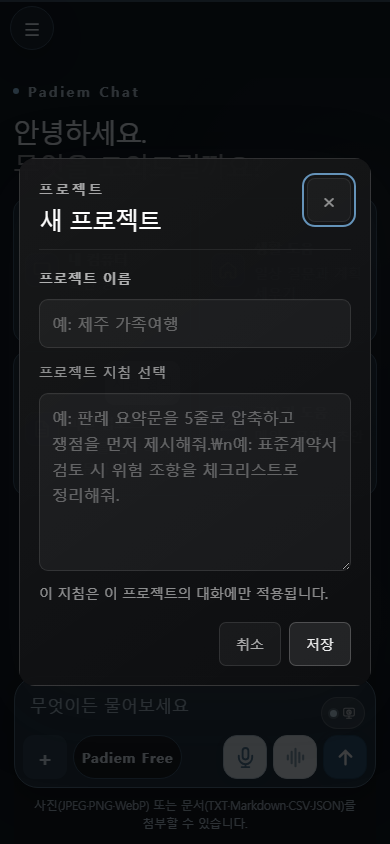 Padiem Chat
안녕하세요.
프로젝트
새 프로젝트
×
프로젝트 이름
예: 제주 가족여행
프로젝트 지침 선택
예: 판례 요약문을 5줄로 압축하고
쟁점을 먼저 제시해줘.₩n예: 표준계약서
검토 시 위험 조항을 체크리스트로
정리해줘.
이 지침은 이 프로젝트의 대화에만 적용됩니다.
취소 저장
무엇이든 물어보세요
+ Padiem Free
사진(JPEG·PNG·WebP) 또는 문서(TXT·Markdown·CSV·JSON)를
첨부할 수 있습니다.